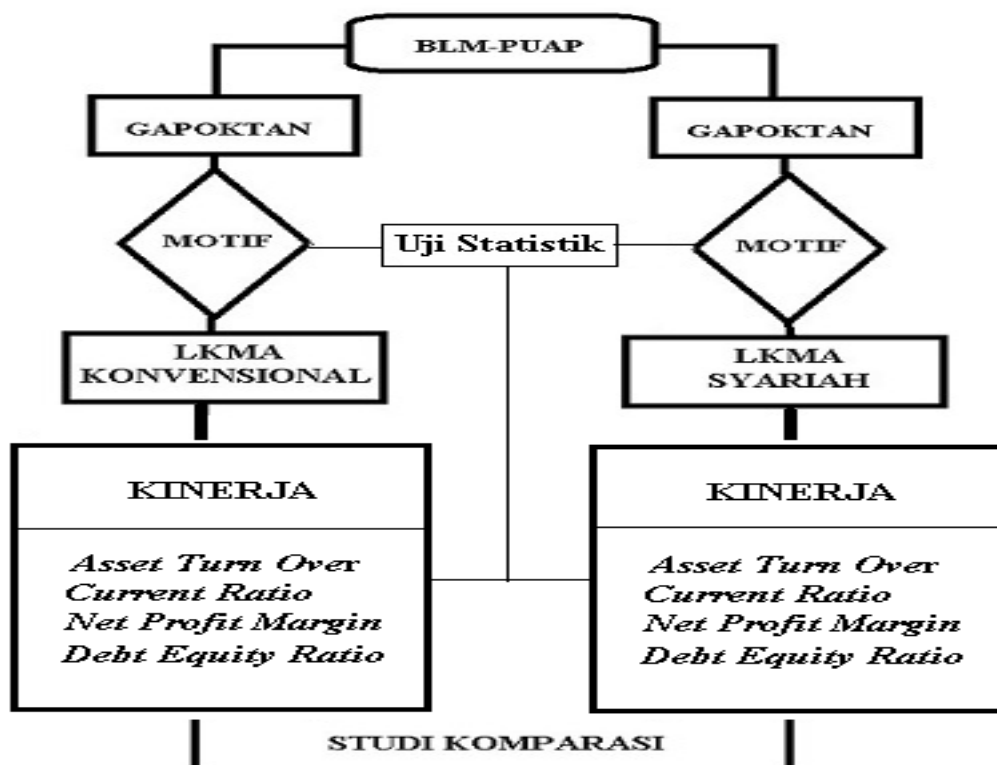 BLM-PUAP
GAPOKTAN
GAPOKTAN
MOTIF
Uji Statistik
MOTIF
LKMA
KONVENSIONAL
LKMA
SYARIAH
KINERJA
Asset Turn Over
Current Ratio
Net Profit Margin
Debt Equity Ratio
KINERJA
Asset Turn Over
Current Ratio
Net Profit Margin
Debt Equity Ratio
STUDI KOMPARASI